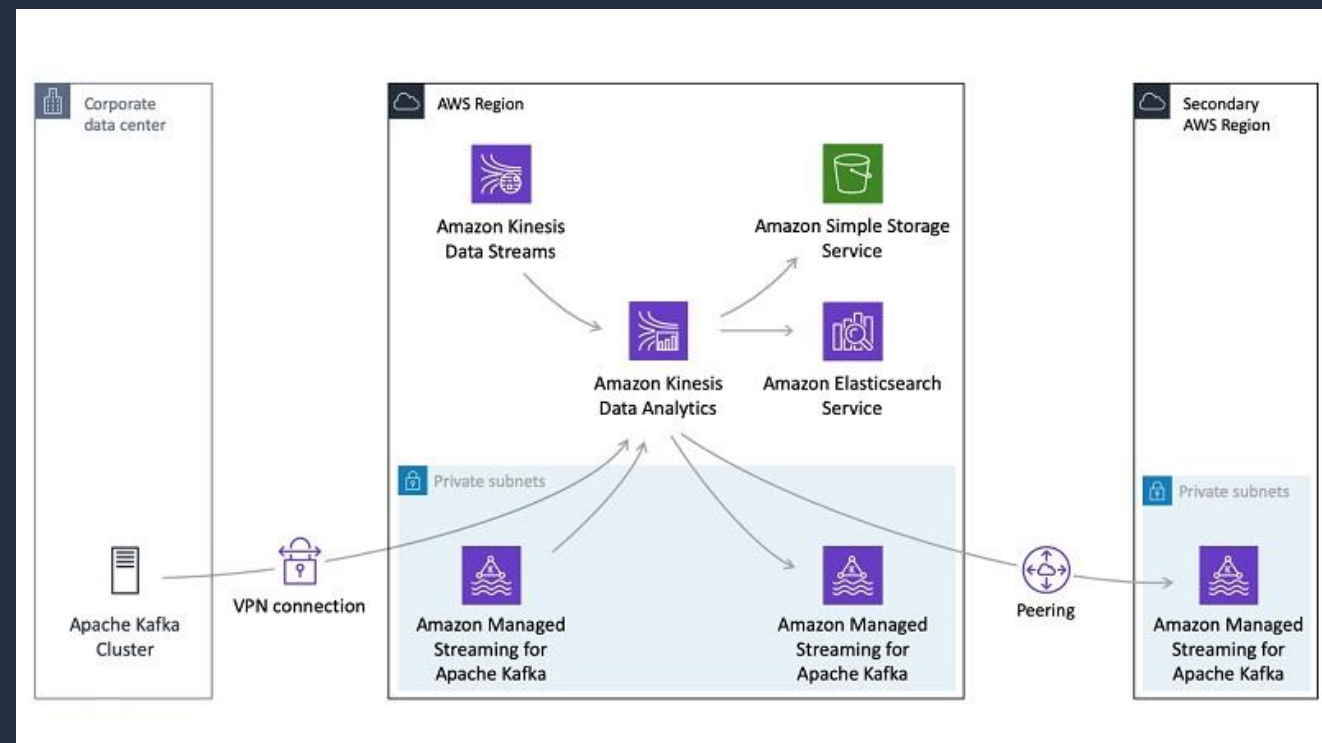 Corporate
data center
Apache Kafka
Cluster
VPN connection
AWS Region
Amazon Kinesis
Data Streams
Amazon Simple Storage
Service
Amazon Kinesis
Data Analytics
Amazon Elasticsearch
Service
Private subnets
Amazon Managed
Streaming for
Apache Kafka
Amazon Managed
Streaming for
Apache Kafka
Peering
Secondary
AWS Region
Private subnets
Amazon Managed
Streaming for
Apache Kafka